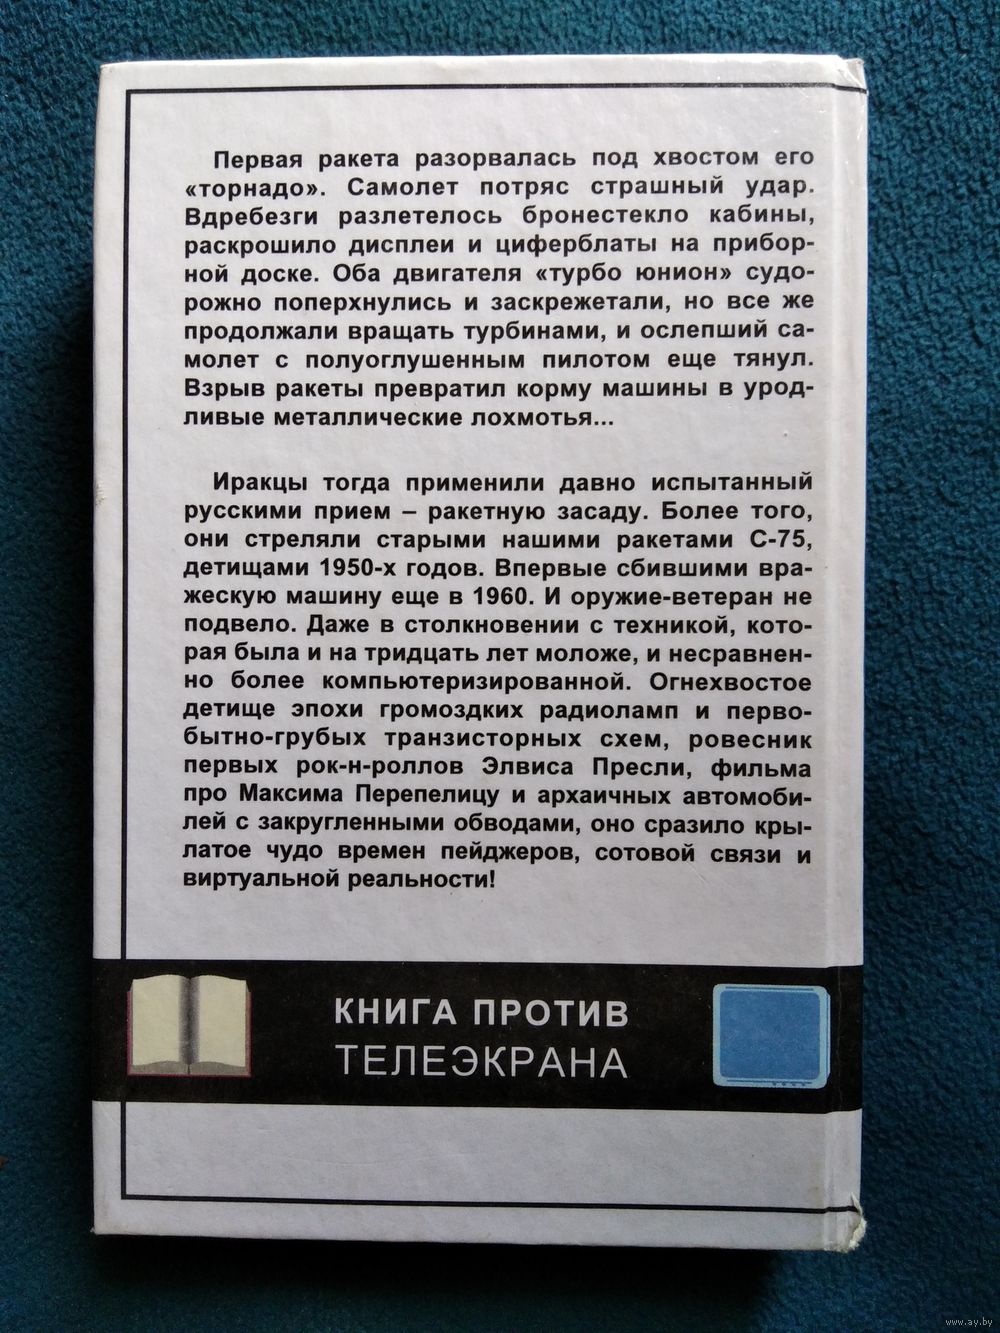 Первая ракета разорвалась под хвостом его
«торнадо». Самолет потряс страшный удар.
Вдребезги разлетелось бронестекло кабины,
раскрошило дисплеи и циферблаты на прибор-
ной доске. Оба двигателя «турбо юнион» судо-
рожно поперхнулись и заскрежетали, но все же
продолжали вращать турбинами, и ослепший са-
молет с полуоглушенным пилотом еще тянул.
Взрыв ракеты превратил корму машины в урод-
ливые металлические лохмотья...
Иракцы тогда применили давно испытанный
русскими прием – ракетную засаду. Более того,
они стреляли старыми нашими ракетами С-75,
детищами 1950-х годов. Впервые сбившими вра-
жескую машину еще в 1960. И оружие-ветеран не
подвело. Даже в столкновении с техникой, кото-
рая была и на тридцать лет моложе, и несравнен-
но более компьютеризированной. Огнехвостое
детище эпохи громоздких радиоламп и перво-
бытно-грубых транзисторных схем, ровесник
первых рок-н-роллов Элвиса Пресли, фильма
про Максима Перепелицу и архаичных автомоби-
лей с закругленными обводами, оно сразило кры-
латое чудо времен пейджеров, сотовой связи и
виртуальной реальности!
КНИГА ПРОТИВ
ТЕЛЕЭКРАНА
www.ay.by